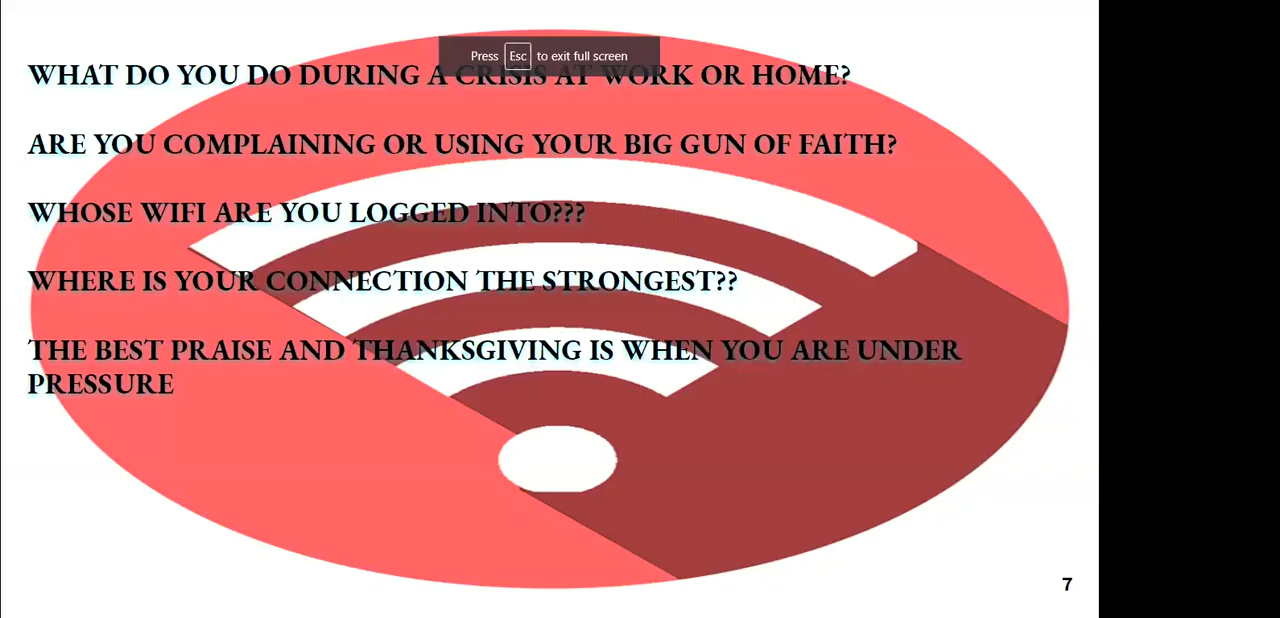 Press Esc to exit full screen
WHAT DO YOU DO DURING A CRISIS AT WORK OR HOME?
ARE YOU COMPLAINING OR USING YOUR BIG GUN OF FAITH?
WHOSE WIFI ARE YOU LOGGED INTO???
WHERE IS YOUR CONNECTION THE STRONGEST??
THE BEST PRAISE AND THANKSGIVING IS WHEN YOU ARE UNDER
PRESSURE
7